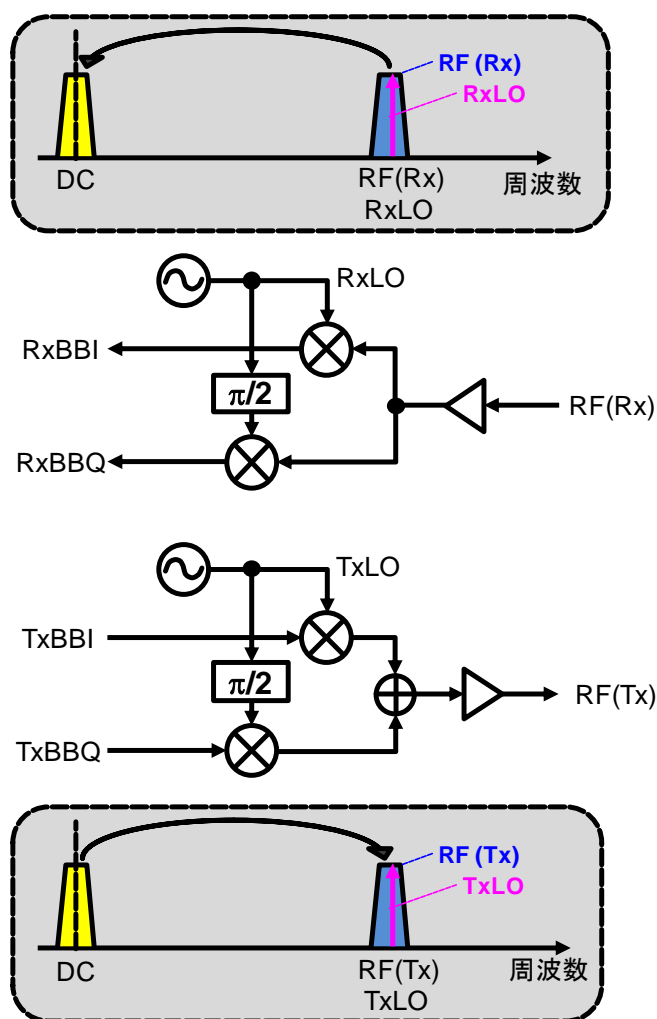 RF (Rx)
RxLO
DC
RF(Rx)
周波数
RxLO
RxLO
RxBBI
π/2
RF(Rx)
RxBBQ
TxLO
TxBBI
π/2
RF(Tx)
TxBBQ
RF (Tx)
TxLO
DC
RF(Tx)
周波数
TxLO